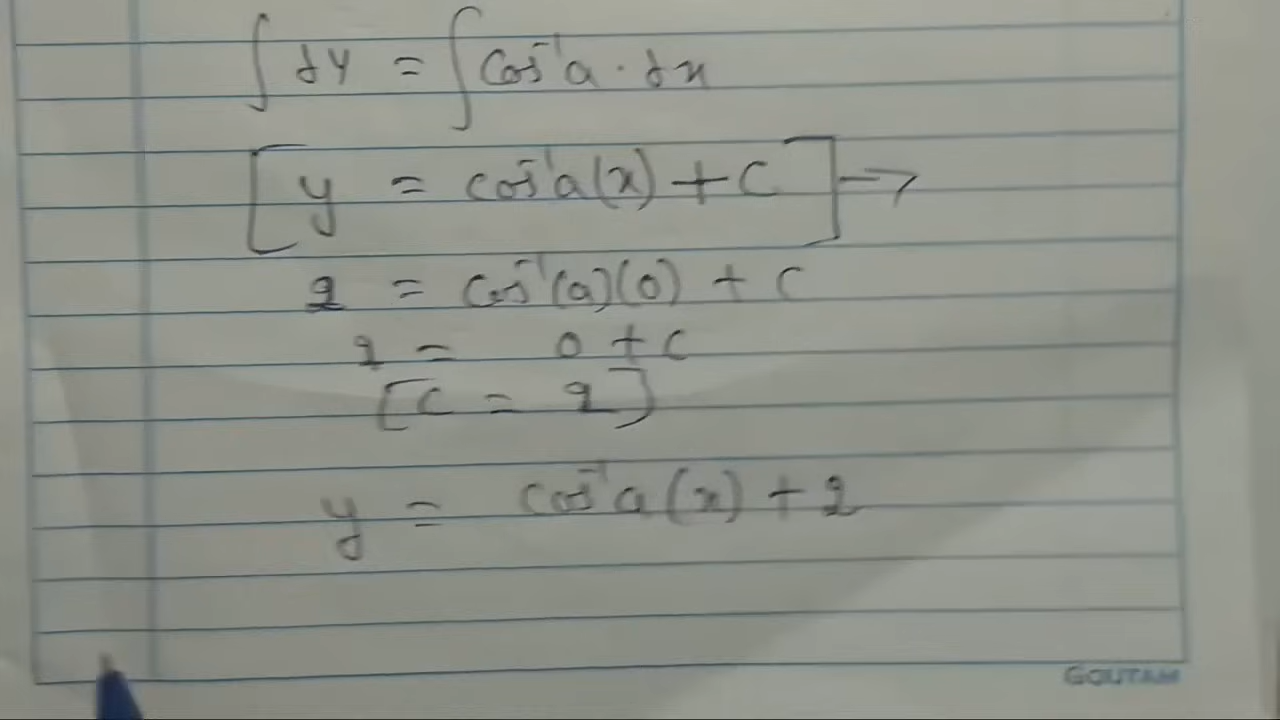 ∫ dy = ∫ cos⁻¹a · dx
[ y = cos⁻¹a(x) + C ] →
2 = cos⁻¹(a)(0) + C
2 = 0 + C
[ C = 2 ]
y = cos⁻¹a(x) + 2
GOUTAM